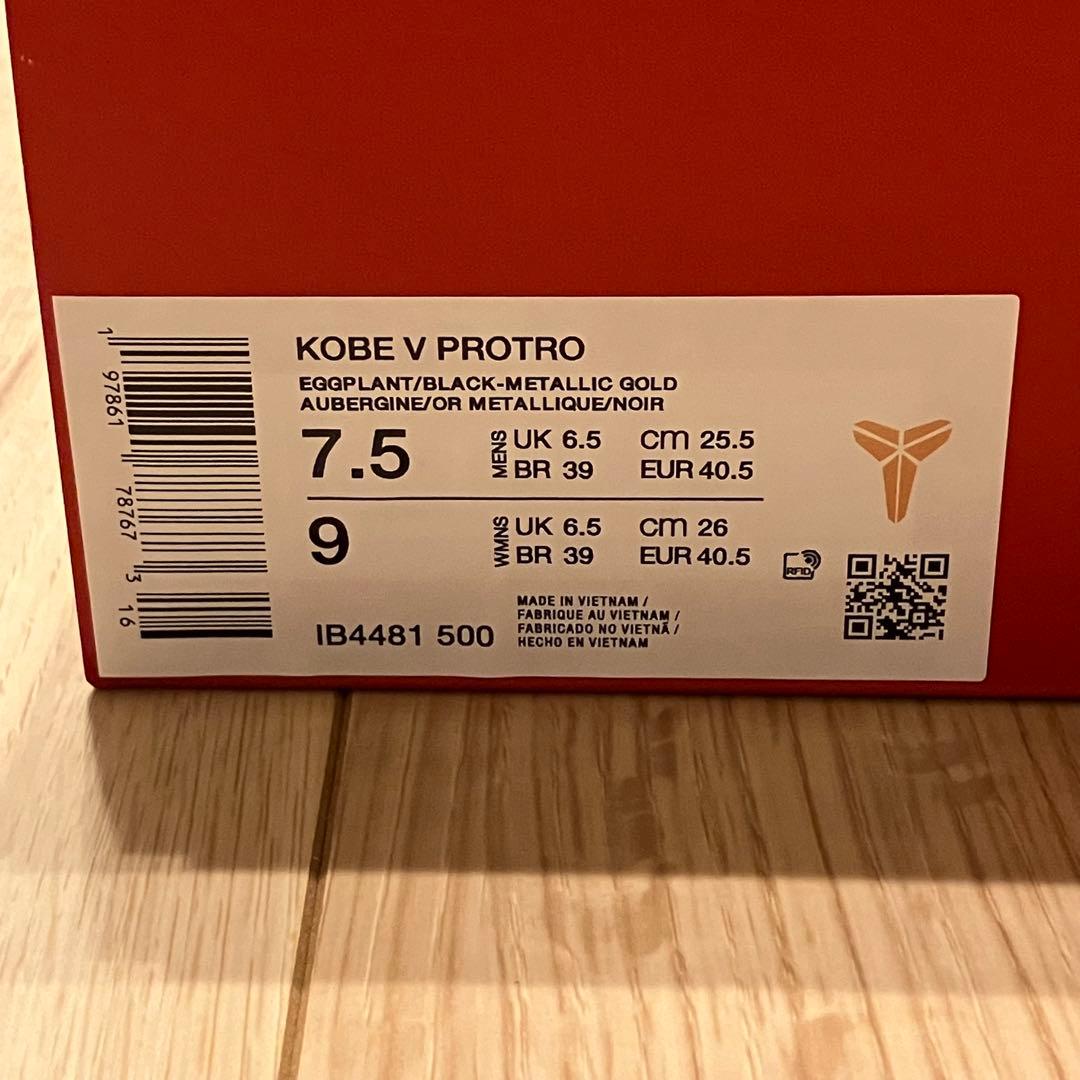 KOBE V PROTRO
EGGPLANT/BLACK-METALLIC GOLD
AUBERGINE/OR METALLIQUE/NOIR
7.5 MENS UK 6.5 cm 25.5
BR 39 EUR 40.5
9 WMNS UK 6.5 cm 26
BR 39 EUR 40.5
IB4481 500
MADE IN VIETNAM /
FABRIQUE AU VIETNAM /
FABRICADO NO VIETNÃ /
HECHO EN VIETNAM
RFID
1 97861 78767 3 16